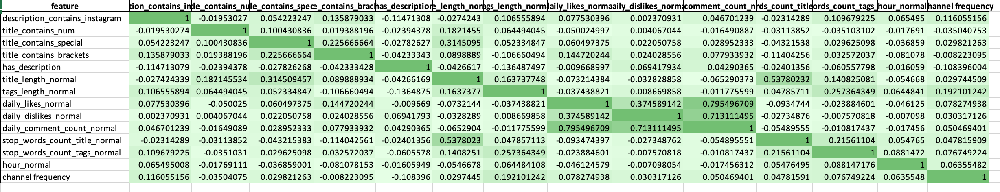 feature tion_contains_in le_contains_nu le_contains_spec e_contains_brac has_description e_length_nor ags_length_norm daily_likes_norma aily_dislikes_norma comment_count_n rds_count_title ords_count_tags_ hour_normal hannel frequency
description_contains_instagram 1 -0.01953027 0.054223247 0.135879033 -0.11471308 -0.0274243 0.106555894 0.077530396 0.002370931 0.046701239 -0.02314289 0.109679225 0.065495 0.116055156
title_contains_num -0.019530274 1 0.100430836 0.019388196 -0.02394378 0.1821455 0.064494045 -0.050024997 0.004067044 -0.016490887 -0.03113852 -0.035103102 -0.017691 -0.035040753
title_contains_special 0.054223247 0.100430836 1 0.225666664 -0.02782627 0.3145095 0.052334847 0.060497375 0.022050758 0.028952333 -0.04321538 0.029625098 -0.036859 0.029821263
title_contains_brackets 0.135879033 0.019388196 0.225666664 1 -0.04233343 0.0898889 -0.106660494 0.144720244 0.024028556 0.077933932 -0.11404256 0.032572037 -0.081078 -0.008223095
has_description -0.114713079 -0.02394378 -0.027826268 -0.042333428 1 -0.0426617 -0.136487497 -0.009668997 0.069417934 0.04290365 -0.02401356 -0.060557798 -0.016059 -0.108396004
title_length_normal -0.027424339 0.182145534 0.314509457 0.089888934 -0.04266169 1 0.163737748 -0.073214384 -0.032828858 -0.065290373 0.53780232 0.140825081 -0.054668 0.029744509
tags_length_normal 0.106555894 0.064494045 0.052334847 -0.106660494 -0.1364875 0.1637377 1 -0.037438821 0.008669858 -0.011775599 0.04785711 0.257364349 0.0644841 0.192101242
daily_likes_normal 0.077530396 -0.050025 0.060497375 0.144720244 -0.009669 -0.0732144 -0.037438821 1 0.374589142 0.795496709 -0.0934744 -0.023884601 -0.046125 0.078274938
daily_dislikes_normal 0.002370931 0.004067044 0.022050758 0.024028556 0.06941793 -0.0328289 0.008669858 0.374589142 1 0.713111495 -0.02734876 -0.007570818 -0.007098 0.030317126
daily_comment_count_normal 0.046701239 -0.01649089 0.028952333 0.077933932 0.04290365 -0.0652904 -0.011775599 0.795496709 0.713111495 1 -0.05489555 -0.010817437 -0.017456 0.050469401
stop_words_count_title_normal -0.02314289 -0.03113852 -0.043215383 -0.114042561 -0.02401356 0.5378023 0.047857113 -0.093474397 -0.027348762 -0.054895551 1 0.21561104 0.054765 0.047815909
stop_words_count_tags_normal 0.109679225 -0.0351031 0.029625098 0.032572037 -0.0605578 0.1408251 0.257364349 -0.023884601 -0.007570818 -0.010817437 0.21561104 1 0.0881472 0.076749224
hour_normal 0.065495008 -0.01769111 -0.036859001 -0.081078153 -0.01605949 -0.0546678 0.064484108 -0.046124579 -0.007098054 -0.017456312 0.05476495 0.088147176 1 0.06355482
channel frequency 0.116055156 -0.03504075 0.029821263 -0.008223095 -0.108396 0.0297445 0.192101242 0.078274938 0.030317126 0.050469401 0.04781591 0.076749224 0.0635548 1